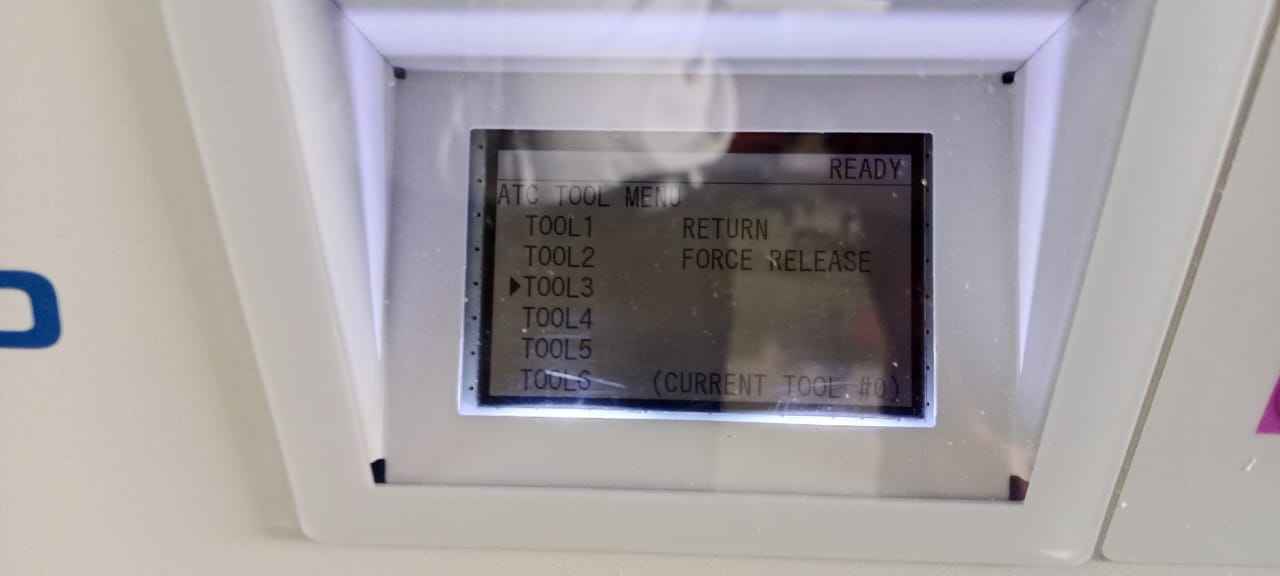 READY
ATC TOOL MENU
TOOL1 RETURN
TOOL2 FORCE RELEASE
▶TOOL3
TOOL4
TOOL5
TOOL6 (CURRENT TOOL #0)